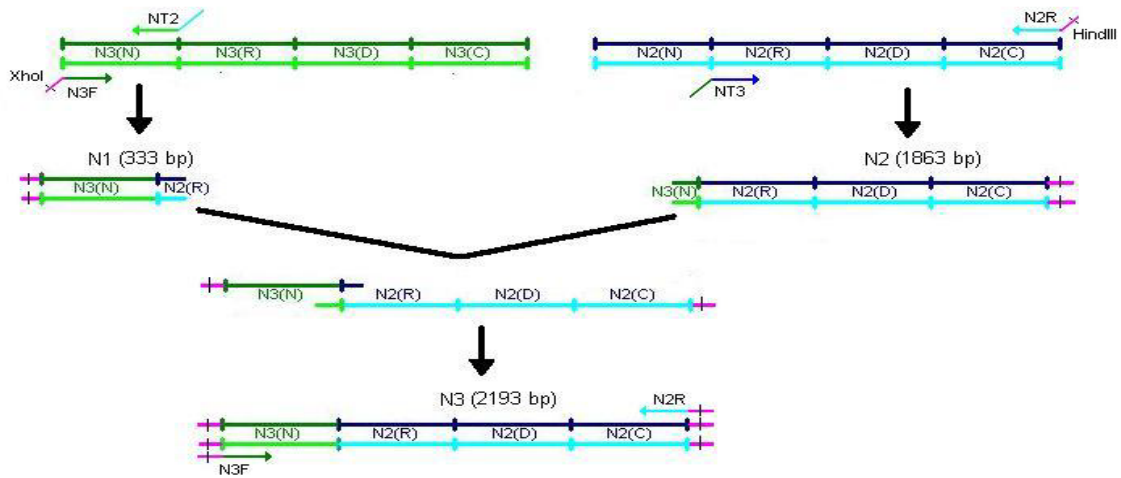 NT2
N3(N) N3(R) N3(D) N3(C)
XhoI
N3F
N2R
HindIII
N2(N) N2(R) N2(D) N2(C)
NT3
N1 (333 bp)
N3(N) N2(R)
N2 (1863 bp)
N3(N) N2(R) N2(D) N2(C)
N3(N) N2(R) N2(D) N2(C)
N3 (2193 bp)
N2R
N3(N) N2(R) N2(D) N2(C)
N3F